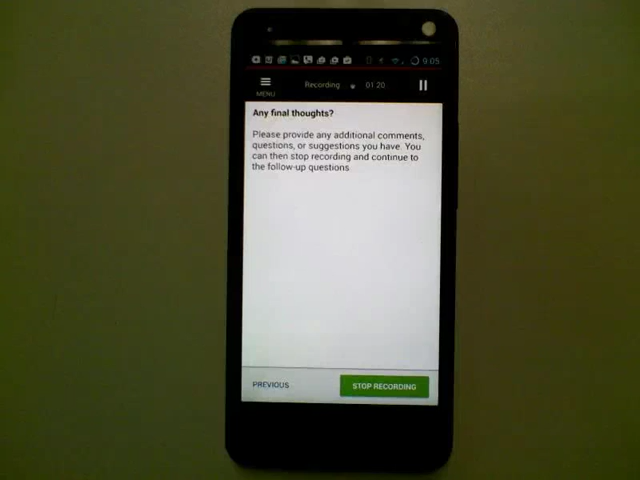 9:05
Recording... 01:20
MENU
Any final thoughts?
Please provide any additional comments,
questions, or suggestions you have. You
can then stop recording and continue to
the follow-up questions.
PREVIOUS
STOP RECORDING